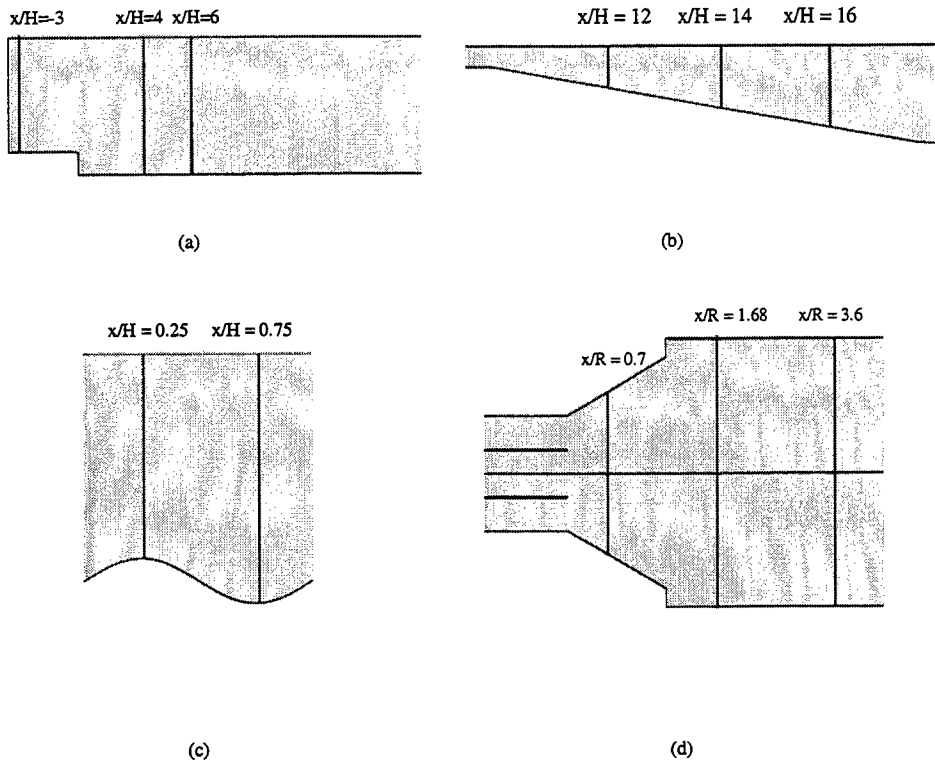 x/H=-3 x/H=4 x/H=6
x/H = 12 x/H = 14 x/H = 16
(a)
(b)
x/H = 0.25 x/H = 0.75
x/R = 1.68 x/R = 3.6
x/R = 0.7
(c)
(d)